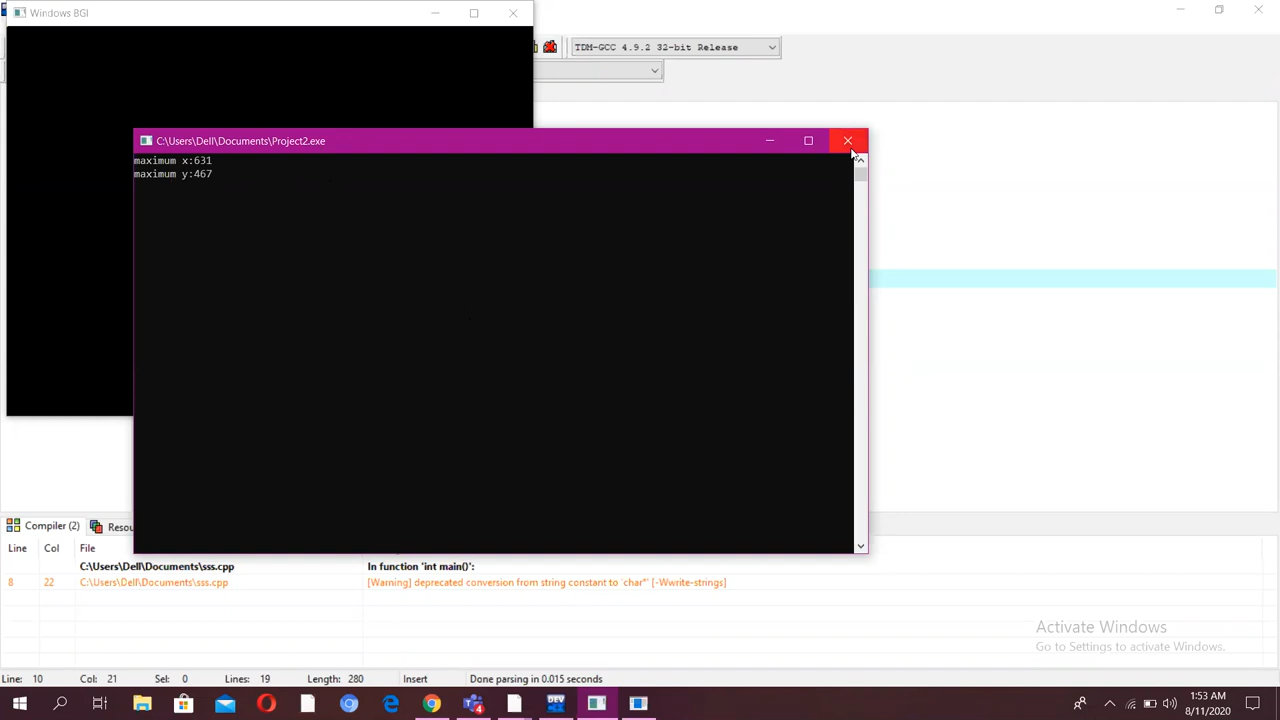 Windows BGI
TDM-GCC 4.9.2 32-bit Release
C:\Users\Dell\Documents\Project2.exe
maximum x:631
maximum y:467
Compiler (2)
Resou
Line Col File
C:\Users\Dell\Documents\sss.cpp In function 'int main()':
8 22 C:\Users\Dell\Documents\sss.cpp [Warning] deprecated conversion from string constant to 'char*' [-Wwrite-strings]
Activate Windows
Go to Settings to activate Windows.
Line: 10 Col: 21 Sel: 0 Lines: 19 Length: 280 Insert Done parsing in 0.015 seconds
4
DEV
1:53 AM
8/11/2020